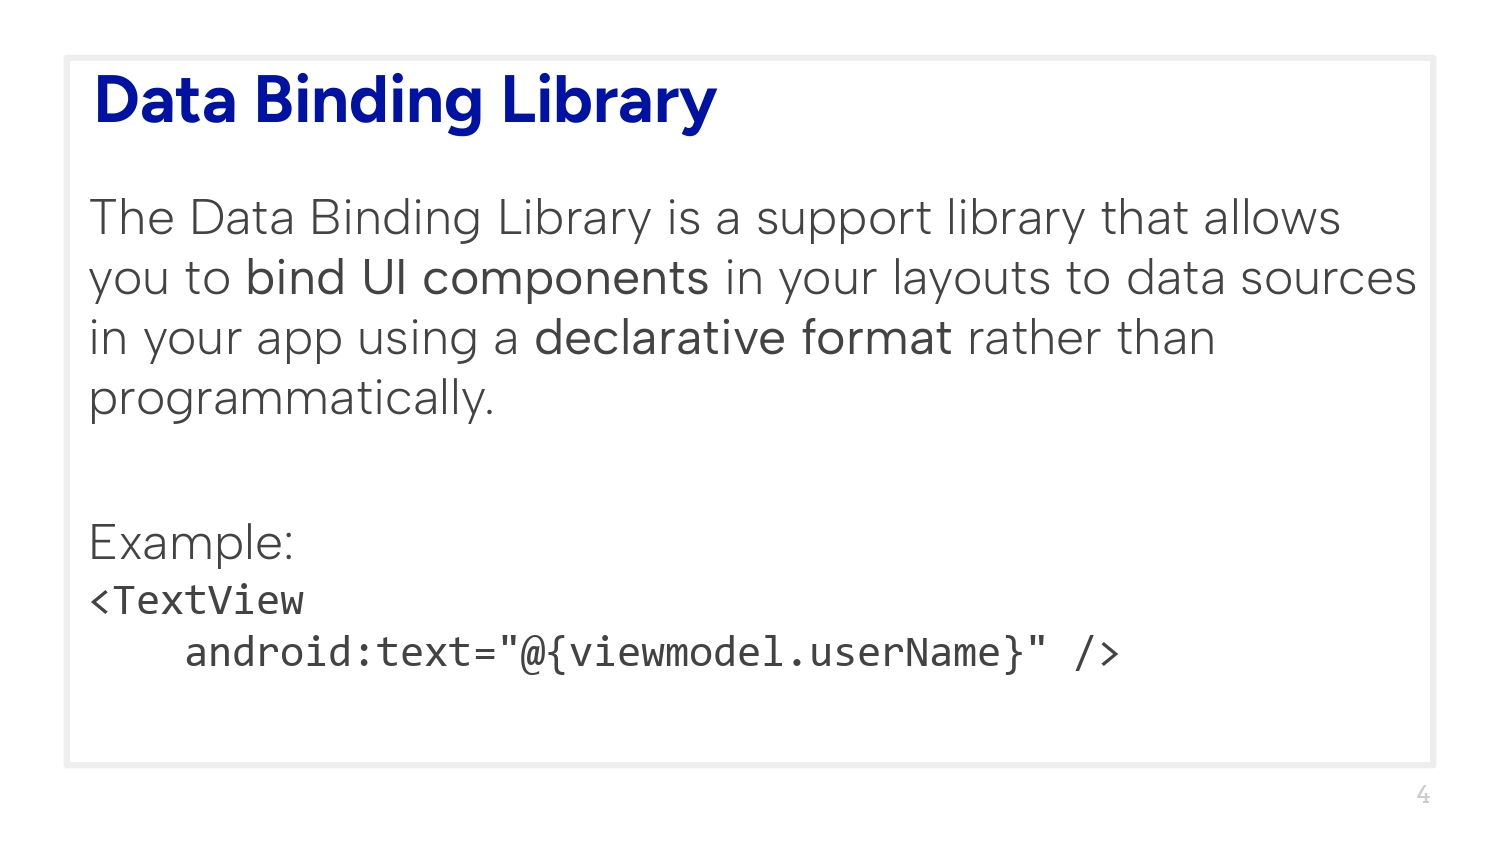 Data Binding Library
The Data Binding Library is a support library that allows
you to bind UI components in your layouts to data sources
in your app using a declarative format rather than
programmatically.
Example:
<TextView
    android:text="@{viewmodel.userName}" />
4